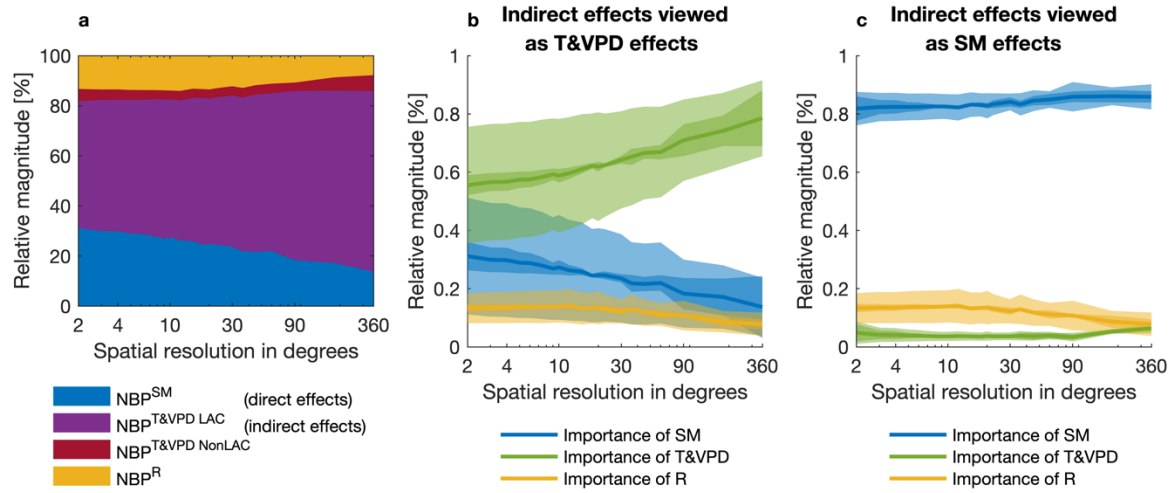 a
Relative magnitude [%]
100
80
60
40
20
0
2
4
10
30
90
360
Spatial resolution in degrees
NBP^SM (direct effects)
NBP^T&VPD LAC (indirect effects)
NBP^T&VPD NonLAC
NBP^R
b
Indirect effects viewed
as T&VPD effects
Relative magnitude [%]
1
0.8
0.6
0.4
0.2
0
2
4
10
30
90
360
Spatial resolution in degrees
Importance of SM
Importance of T&VPD
Importance of R
c
Indirect effects viewed
as SM effects
Relative magnitude [%]
1
0.8
0.6
0.4
0.2
0
2
4
10
30
90
360
Spatial resolution in degrees
Importance of SM
Importance of T&VPD
Importance of R